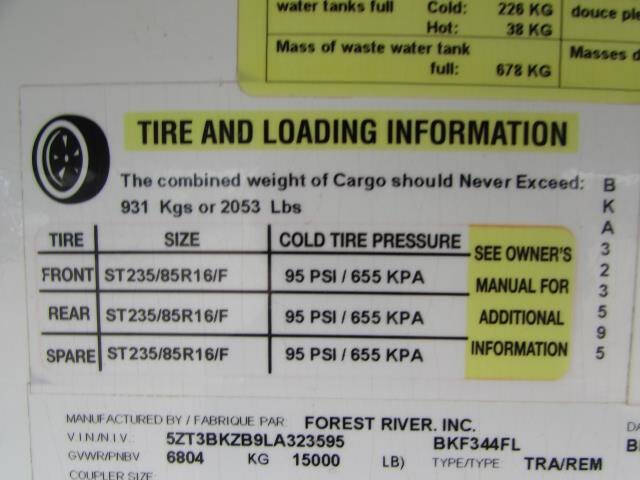 water tanks full Cold: 226 KG
Hot: 38 KG
Mass of waste water tank
full: 678 KG
douce
Masses
TIRE AND LOADING INFORMATION
The combined weight of Cargo should Never Exceed:
931 Kgs or 2053 Lbs
TIRE SIZE COLD TIRE PRESSURE
FRONT ST235/85R16/F 95 PSI / 655 KPA
REAR ST235/85R16/F 95 PSI / 655 KPA
SPARE ST235/85R16/F 95 PSI / 655 KPA
SEE OWNER'S
MANUAL FOR
ADDITIONAL
INFORMATION
B
K
A
3
2
3
5
9
5
MANUFACTURED BY / FABRIQUE PAR: FOREST RIVER, INC.
V.I.N./N.I.V.: 5ZT3BKZB9LA323595 BKF344FL
GVWR/PNBV 6804 KG 15000 LB) TYPE/TYPE: TRA/REM
COUPLER SIZE: